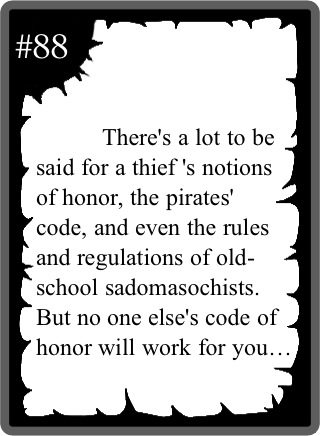 #88
There's a lot to be
said for a thief 's notions
of honor, the pirates'
code, and even the rules
and regulations of old-
school sadomasochists.
But no one else's code of
honor will work for you…